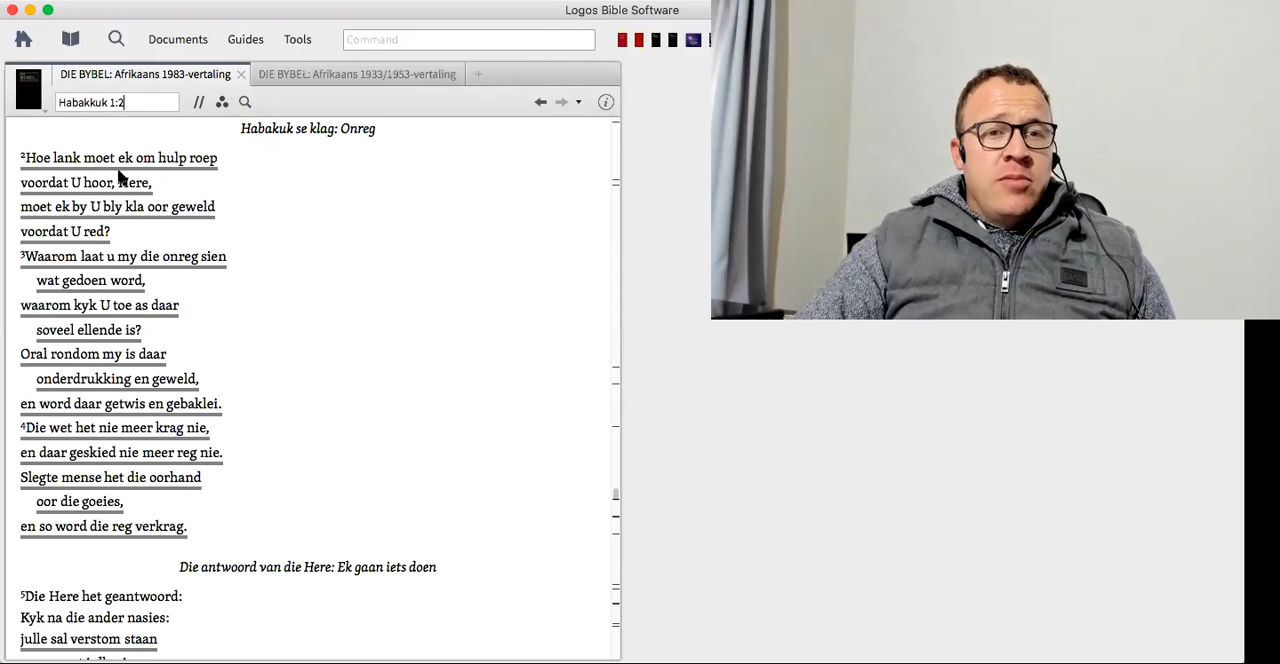 Logos Bible Software
Documents Guides Tools Command
DIE BYBEL: Afrikaans 1983-vertaling DIE BYBEL: Afrikaans 1933/1953-vertaling
Habakkuk 1:2
Habakuk se klag: Onreg
²Hoe lank moet ek om hulp roep
voordat U hoor, Here,
moet ek by U bly kla oor geweld
voordat U red?
³Waarom laat u my die onreg sien
wat gedoen word,
waarom kyk U toe as daar
soveel ellende is?
Oral rondom my is daar
onderdrukking en geweld,
en word daar getwis en gebaklei.
⁴Die wet het nie meer krag nie,
en daar geskied nie meer reg nie.
Slegte mense het die oorhand
oor die goeies,
en so word die reg verkrag.
Die antwoord van die Here: Ek gaan iets doen
⁵Die Here het geantwoord:
Kyk na die ander nasies:
julle sal verstom staan